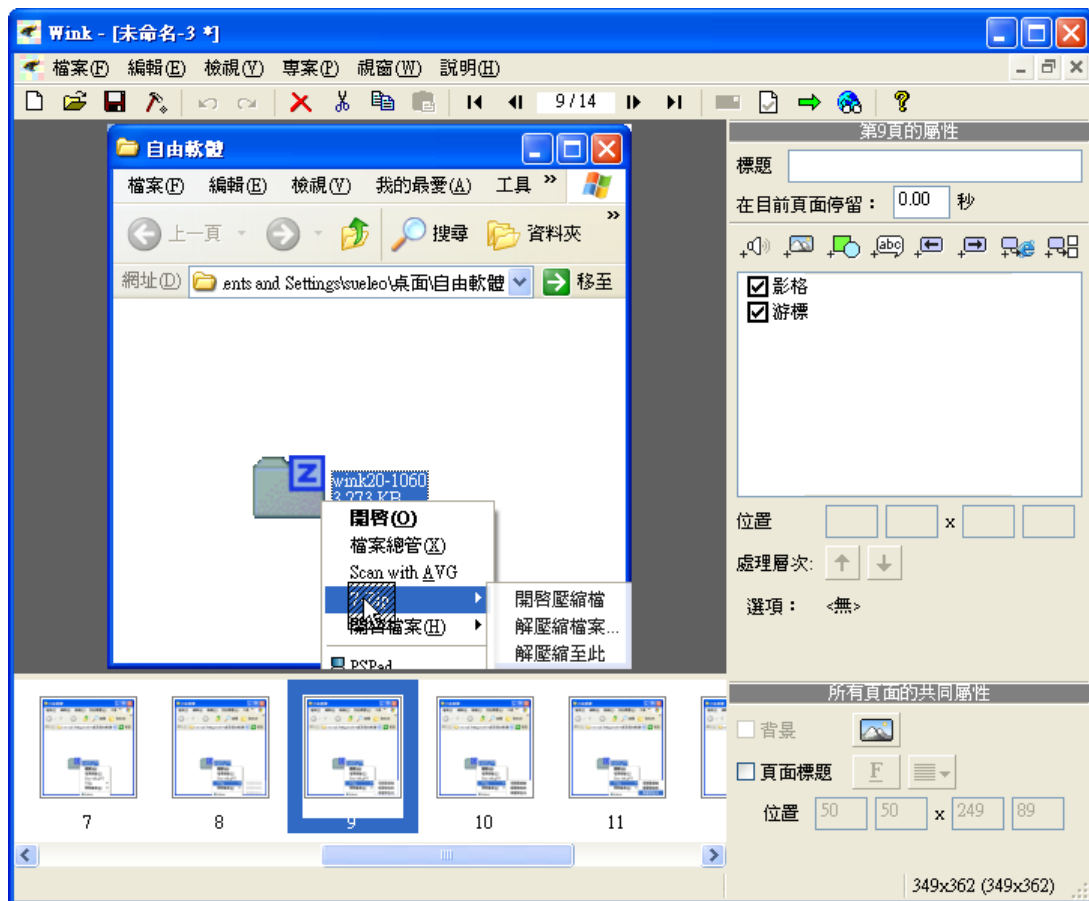 Wink - [未命名-3 *]
檔案(F) 編輯(E) 檢視(V) 專案(P) 視窗(W) 說明(H)
9 / 14
自由軟體
檔案(F) 編輯(E) 檢視(V) 我的最愛(A) 工具 »
上一頁 搜尋 資料夾 »
網址(D) ents and Settings\sueleo\桌面\自由軟體 移至
Z
wink20-1060
3,273 KB
開啓(O)
檔案總管(X)
Scan with AVG
開啓檔案(H)
PSPad
開啓壓縮檔
解壓縮檔案...
解壓縮至此
第9頁的屬性
標題
在目前頁面停留： 0.00 秒
abc
影格
游標
位置 x
處理層次:
選項： <無>
7 8 9 10 11
所有頁面的共同屬性
背景
頁面標題 F
位置 50 50 x 249 89
349x362 (349x362)